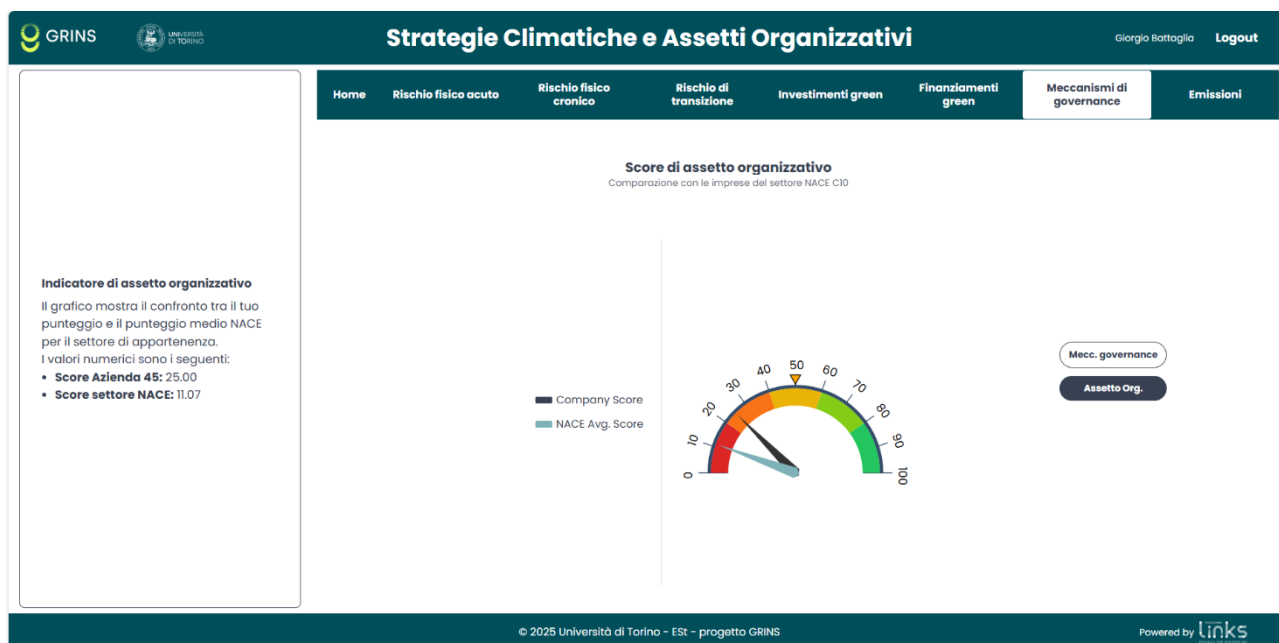 GRINS
UNIVERSITÀ
DI TORINO
Strategie Climatiche e Assetti Organizzativi
Giorgio Battaglia
Logout
Home
Rischio fisico acuto
Rischio fisico
cronico
Rischio di
transizione
Investimenti green
Finanziamenti
green
Meccanismi di
governance
Emissioni
Indicatore di assetto organizzativo
Il grafico mostra il confronto tra il tuo
punteggio e il punteggio medio NACE
per il settore di appartenenza.
I valori numerici sono i seguenti:
• Score Azienda 45: 25.00
• Score settore NACE: 11.07
Score di assetto organizzativo
Comparazione con le imprese del settore NACE C10
Company Score
NACE Avg. Score
0
10
20
30
40
50
60
70
80
90
100
Mecc. governance
Assetto Org.
© 2025 Università di Torino - ESt - progetto GRINS
Powered by
links